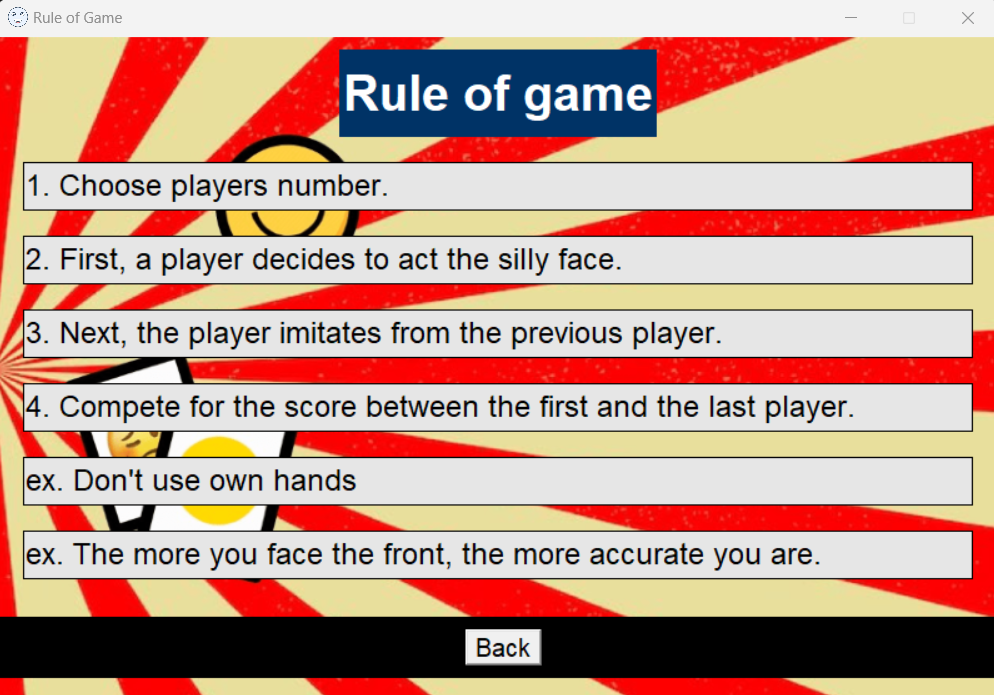 Rule of Game
Rule of game
1. Choose players number.
2. First, a player decides to act the silly face.
3. Next, the player imitates from the previous player.
4. Compete for the score between the first and the last player.
ex. Don't use own hands
ex. The more you face the front, the more accurate you are.
Back